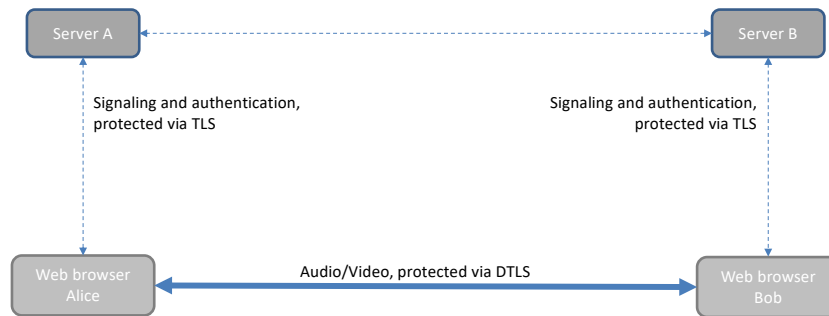 Server A
Server B
Signaling and authentication,
protected via TLS
Signaling and authentication,
protected via TLS
Web browser
Alice
Audio/Video, protected via DTLS
Web browser
Bob